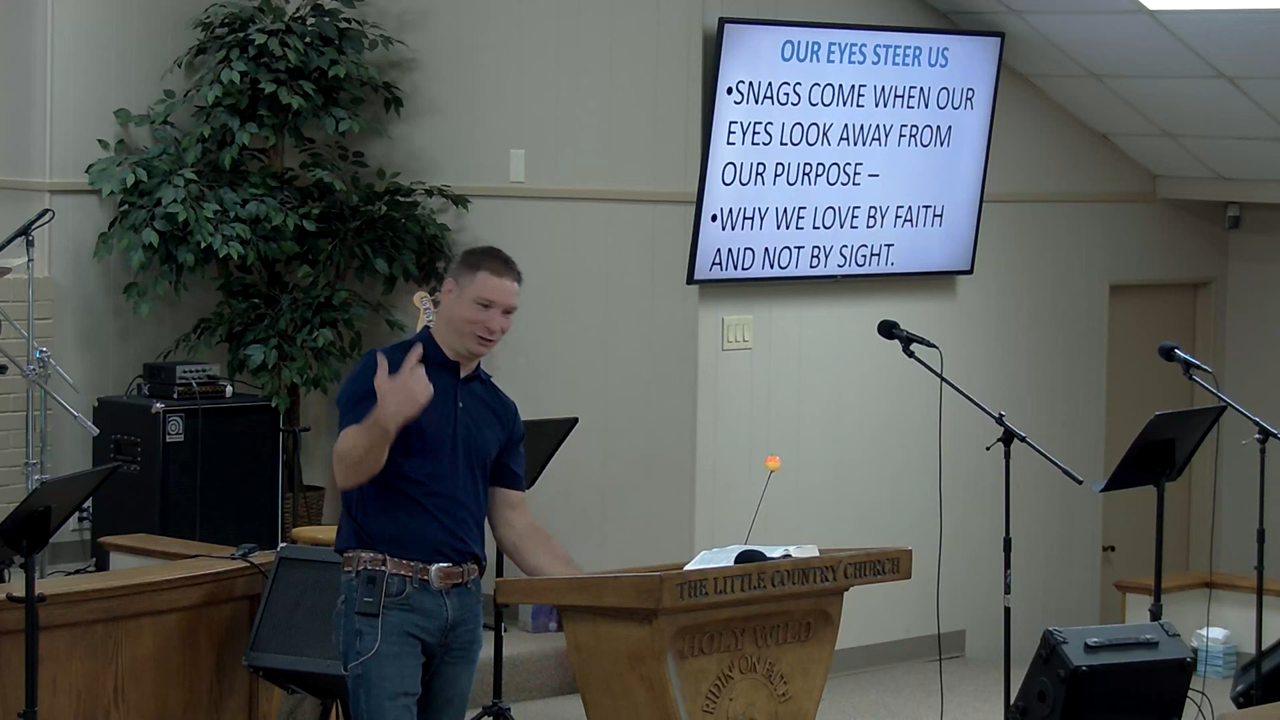 OUR EYES STEER US
•SNAGS COME WHEN OUR
EYES LOOK AWAY FROM
OUR PURPOSE –
•WHY WE LOVE BY FAITH
AND NOT BY SIGHT.
THE LITTLE COUNTRY CHURCH
HOLY WILD
RIDIN ON FAITH